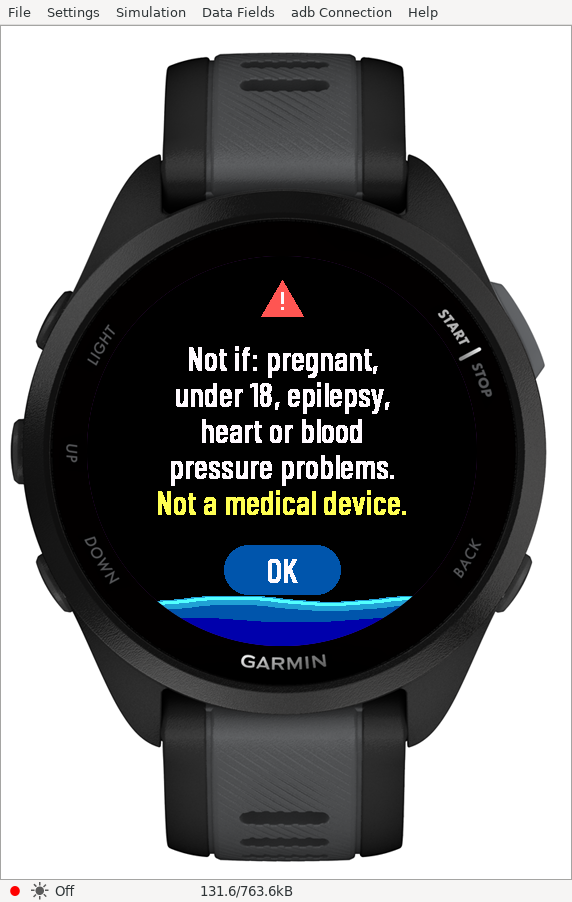 File Settings Simulation Data Fields adb Connection Help
!
Not if: pregnant,
under 18, epilepsy,
heart or blood
pressure problems.
Not a medical device.
OK
LIGHT
UP
DOWN
START
STOP
BACK
GARMIN
Off 131.6/763.6kB